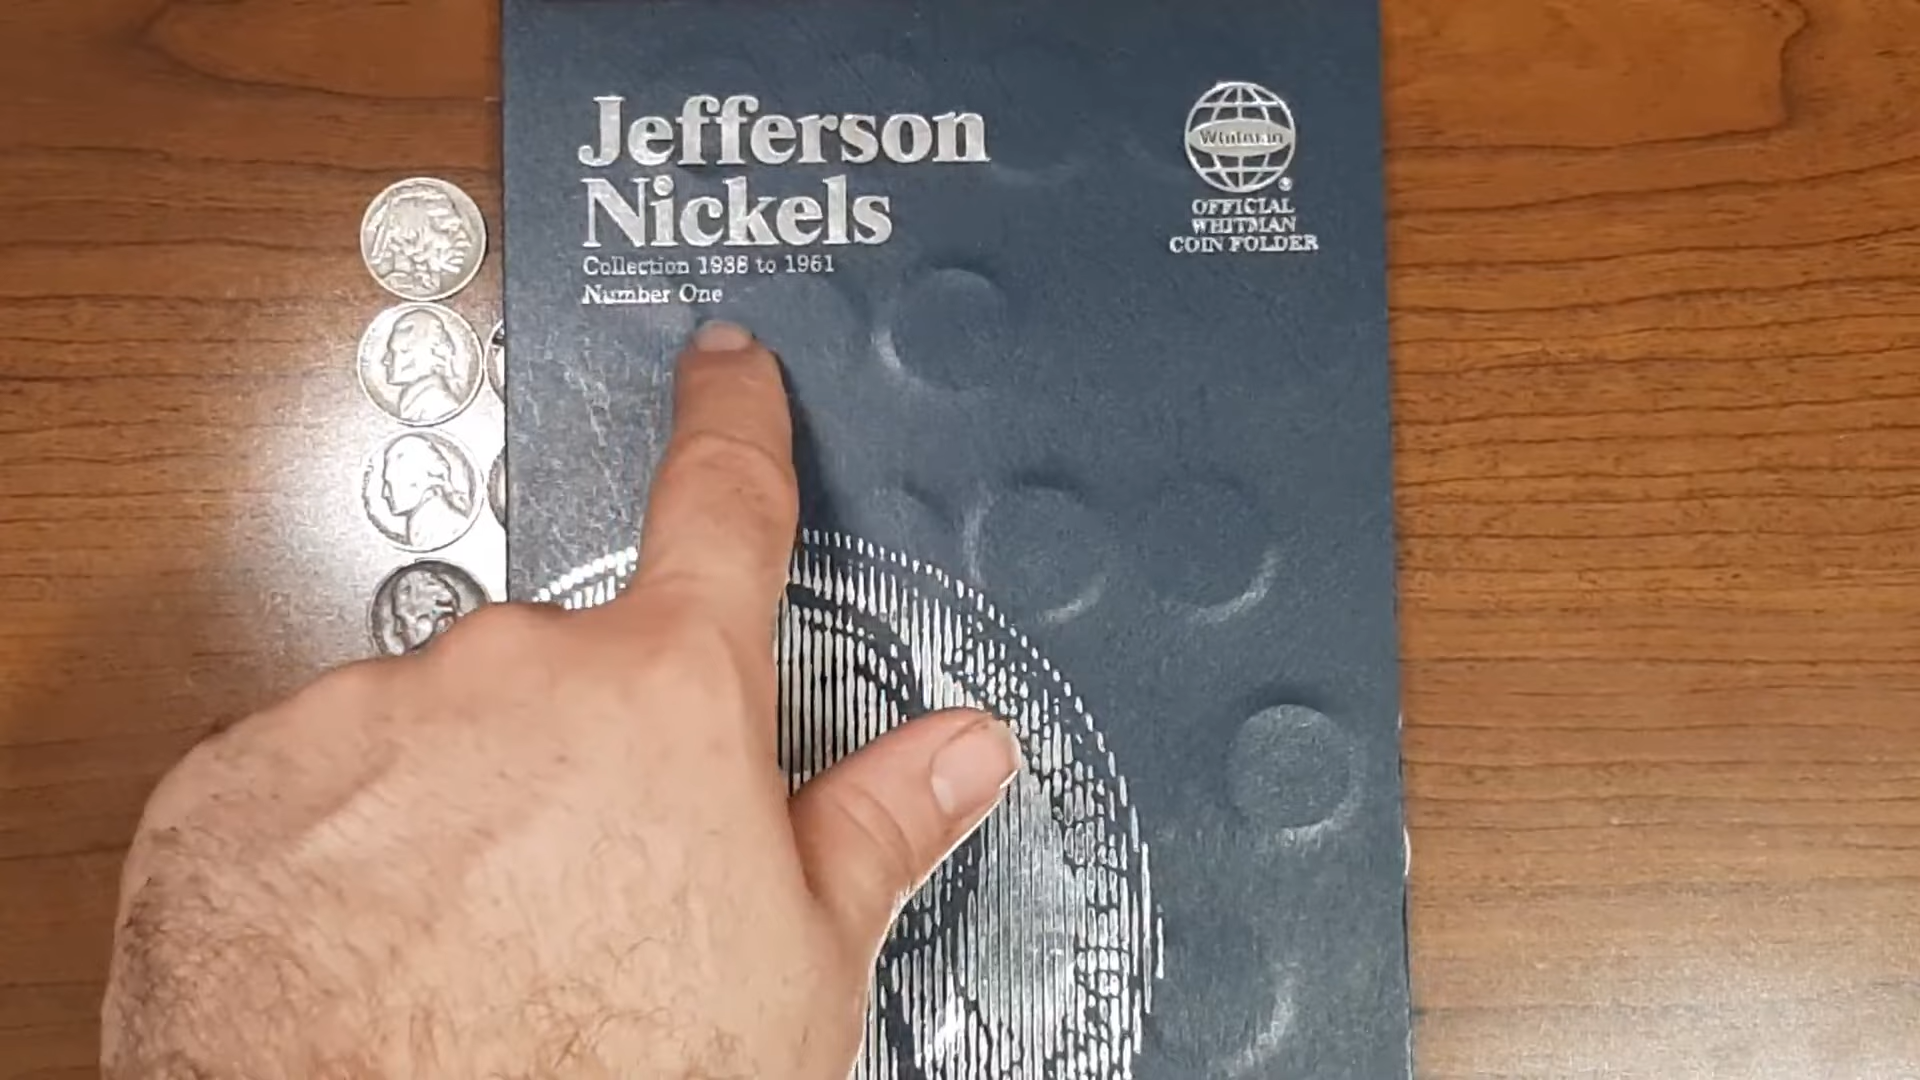 Jefferson
Nickels
Collection 1938 to 1961
Number One
Whitman
®
OFFICIAL
WHITMAN
COIN FOLDER